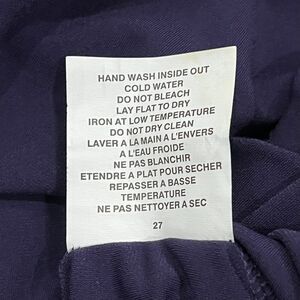 HAND WASH INSIDE OUT
COLD WATER
DO NOT BLEACH
LAY FLAT TO DRY
IRON AT LOW TEMPERATURE
DO NOT DRY CLEAN
LAVER A LA MAIN A L'ENVERS
A L'EAU FROIDE
NE PAS BLANCHIR
ETENDRE A PLAT POUR SECHER
REPASSER A BASSE
TEMPERATURE
NE PAS NETTOYER A SEC
27